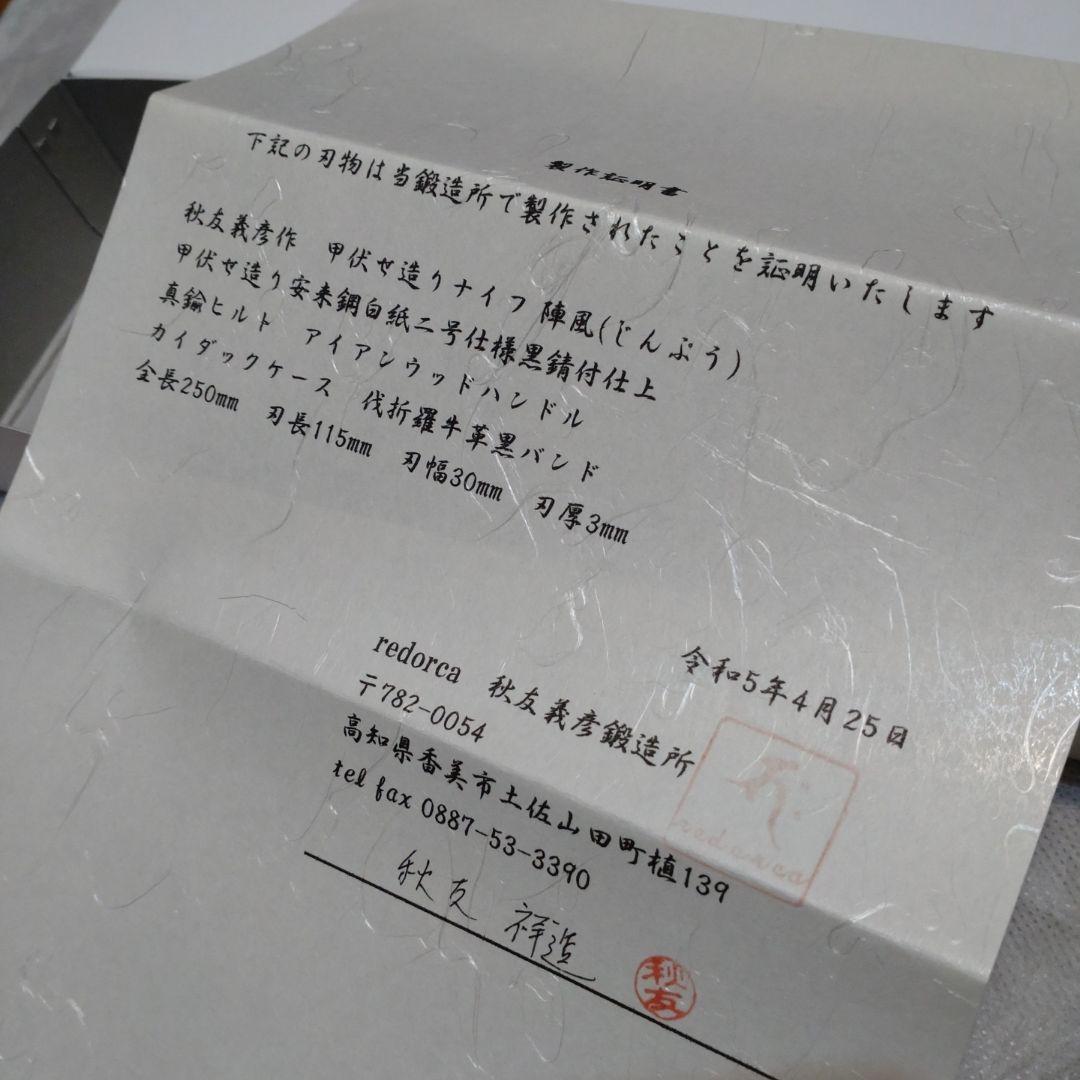 製作証明書
下記の刃物は当鍛造所で製作されたことを証明いたします
秋友義彦作 甲伏せ造りナイフ 陣風(じんぷう)
甲伏せ造り安来鋼白紙二号仕様黒錆付仕上
真鍮ヒルト アイアンウッドハンドル
カイダックケース 伐折羅牛革黒バンド
全長250mm 刃長115mm 刃幅30mm 刃厚3mm
令和5年4月25日
redorca 秋友義彦鍛造所
〒782-0054
高知県香美市土佐山田町植139
tel fax 0887-53-3390
redorca
秋友 祥造
秋友